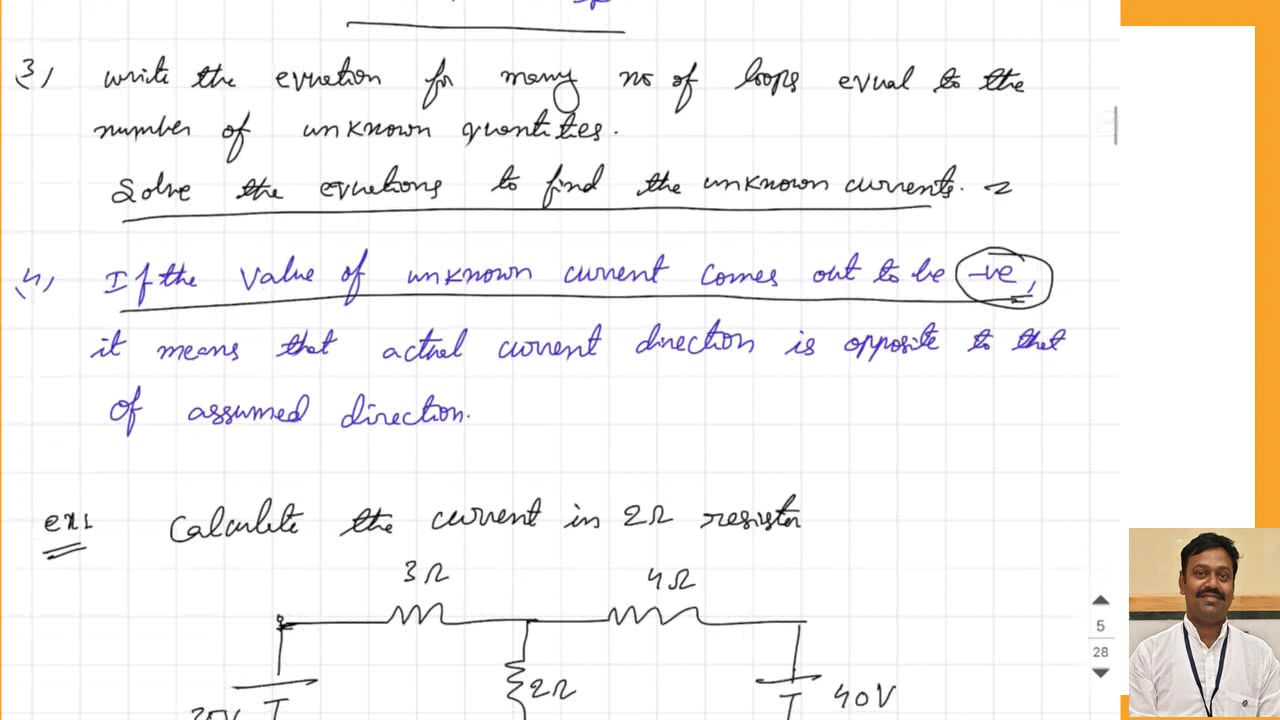 3) write the equation for many no of loops equal to the
number of unknown quantities.
Solve the equations to find the unknown currents.
4) If the value of unknown current comes out to be -ve,
it means that actual current direction is opposite to that
of assumed direction.
ex1 Calculate the current in 2Ω resistor
3Ω 4Ω
5
28
2Ω 40V